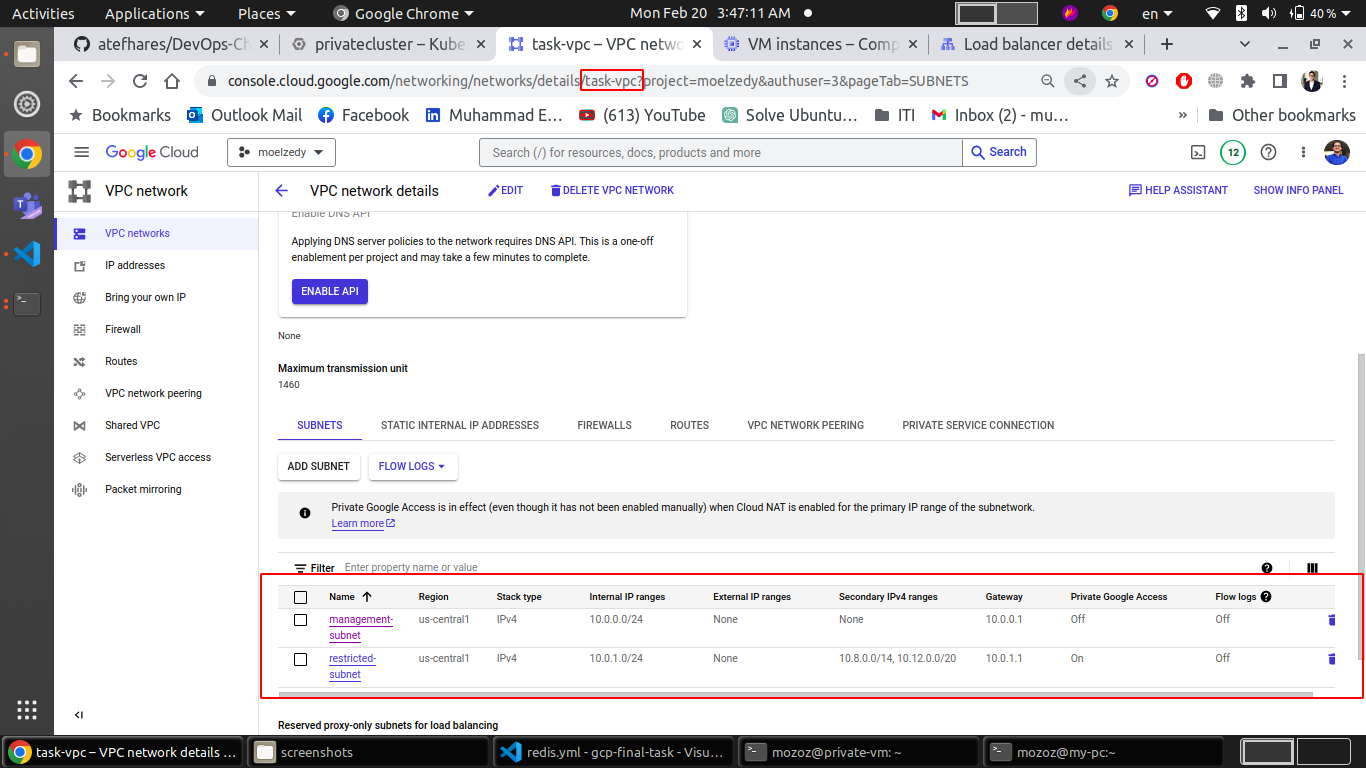 Activities Applications Places Google Chrome Mon Feb 20 3:47:11 AM en 40 %
atefhares/DevOps-Ch privatecluster – Kube task-vpc – VPC netwo VM instances – Comp Load balancer details
console.cloud.google.com/networking/networks/details/task-vpc?project=moelzedy&authuser=3&pageTab=SUBNETS
Bookmarks Outlook Mail Facebook Muhammad E… (613) YouTube Solve Ubuntu… ITI Inbox (2) - mu… » Other bookmarks
Google Cloud moelzedy Search (/) for resources, docs, products and more Search 12
VPC network VPC network details EDIT DELETE VPC NETWORK HELP ASSISTANT SHOW INFO PANEL
VPC networks
IP addresses
Bring your own IP
Firewall
Routes
VPC network peering
Shared VPC
Serverless VPC access
Packet mirroring
Enable DNS API
Applying DNS server policies to the network requires DNS API. This is a one-off
enablement per project and may take a few minutes to complete.
ENABLE API
None
Maximum transmission unit
1460
SUBNETS STATIC INTERNAL IP ADDRESSES FIREWALLS ROUTES VPC NETWORK PEERING PRIVATE SERVICE CONNECTION
ADD SUBNET FLOW LOGS
Private Google Access is in effect (even though it has not been enabled manually) when Cloud NAT is enabled for the primary IP range of the subnetwork.
Learn more
Filter Enter property name or value
Name Region Stack type Internal IP ranges External IP ranges Secondary IPv4 ranges Gateway Private Google Access Flow logs
management-subnet us-central1 IPv4 10.0.0.0/24 None None 10.0.0.1 Off Off
restricted-subnet us-central1 IPv4 10.0.1.0/24 None 10.8.0.0/14, 10.12.0.0/20 10.0.1.1 On Off
Reserved proxy-only subnets for load balancing
task-vpc – VPC network details … screenshots redis.yml - gcp-final-task - Visu… mozoz@private-vm: ~ mozoz@my-pc:~